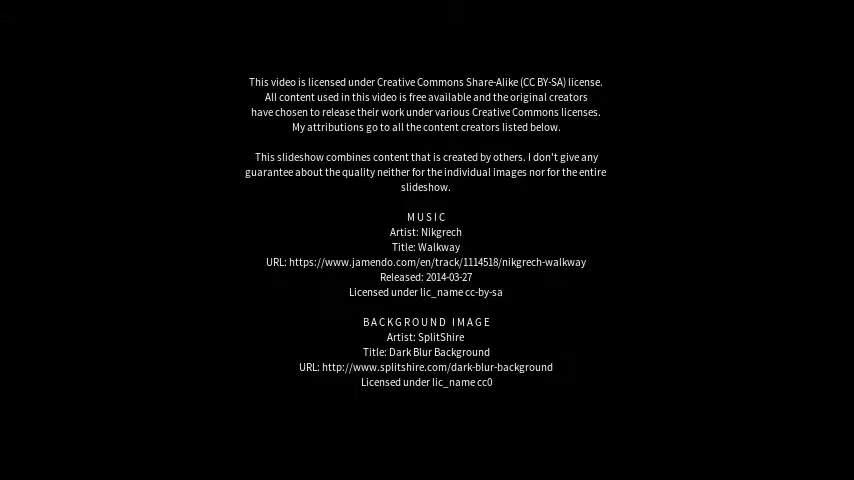 This video is licensed under Creative Commons Share-Alike (CC BY-SA) license.
All content used in this video is free available and the original creators
have chosen to release their work under various Creative Commons licenses.
My attributions go to all the content creators listed below.
This slideshow combines content that is created by others. I don't give any
guarantee about the quality neither for the individual images nor for the entire
slideshow.
MUSIC
Artist: Nikgrech
Title: Walkway
URL: https://www.jamendo.com/en/track/1114518/nikgrech-walkway
Released: 2014-03-27
Licensed under lic_name cc-by-sa
BACKGROUND IMAGE
Artist: SplitShire
Title: Dark Blur Background
URL: http://www.splitshire.com/dark-blur-background
Licensed under lic_name cc0